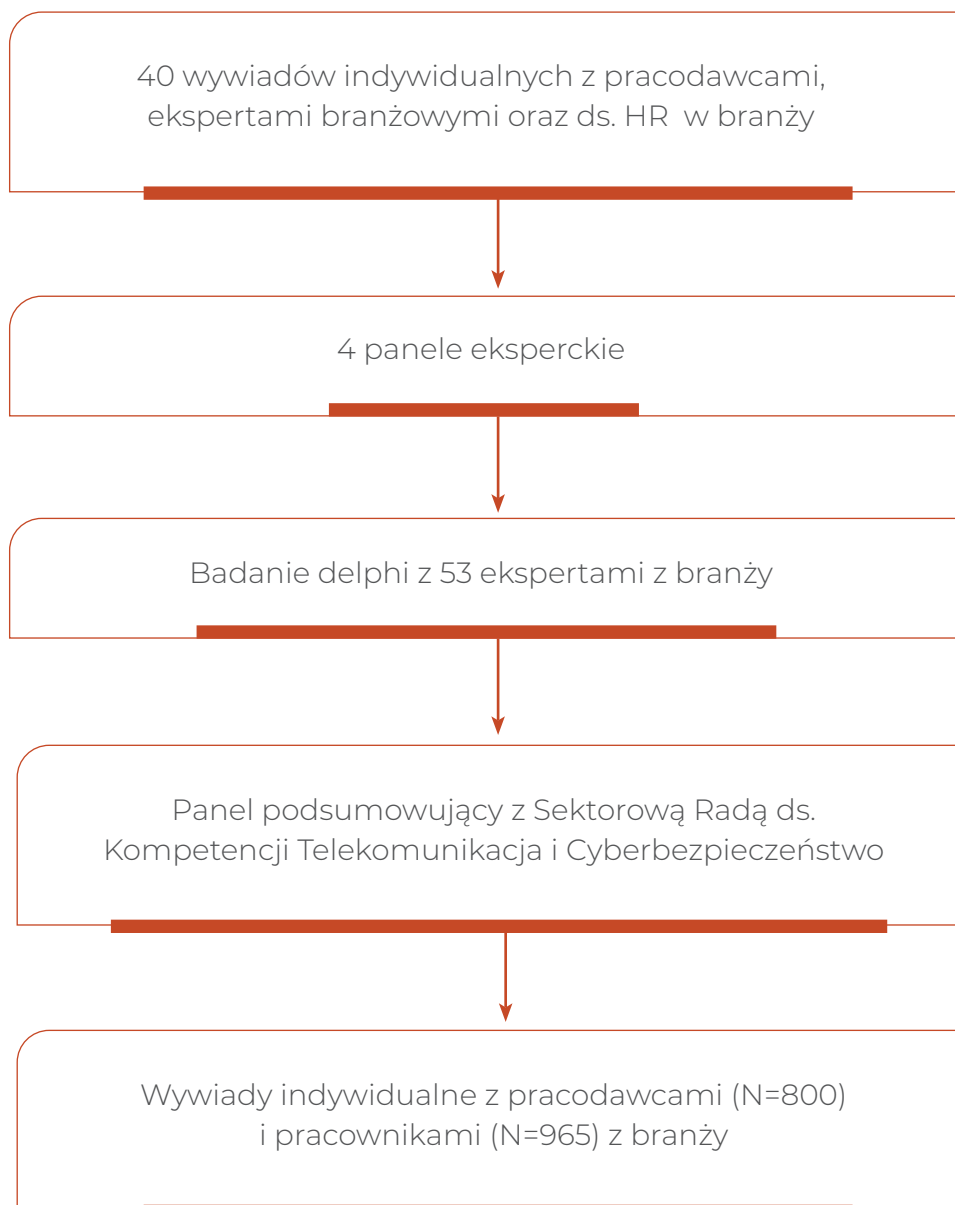 40 wywiadów indywidualnych z pracodawcami,
ekspertami branżowymi oraz ds. HR w branży
4 panele eksperckie
Badanie delphi z 53 ekspertami z branży
Panel podsumowujący z Sektorową Radą ds.
Kompetencji Telekomunikacja i Cyberbezpieczeństwo
Wywiady indywidualne z pracodawcami (N=800)
i pracownikami (N=965) z branży